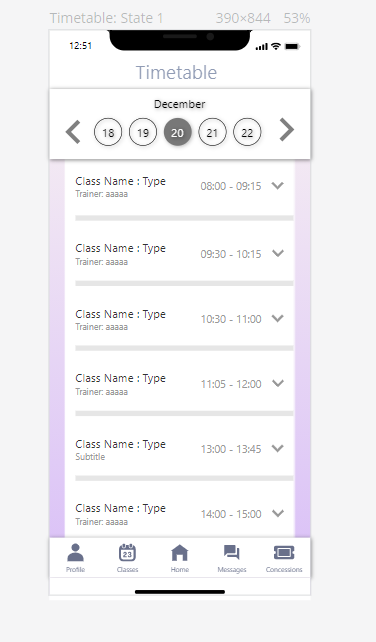 Timetable: State 1 390×844 53%
12:51
Timetable
December
18 19 20 21 22
Class Name : Type
Trainer: aaaaa
08:00 - 09:15
Class Name : Type
Trainer: aaaaa
09:30 - 10:15
Class Name : Type
Trainer: aaaaa
10:30 - 11:00
Class Name : Type
Trainer: aaaaa
11:05 - 12:00
Class Name : Type
Subtitle
13:00 - 13:45
Class Name : Type
Trainer: aaaaa
14:00 - 15:00
23
Profile Classes Home Messages Concessions